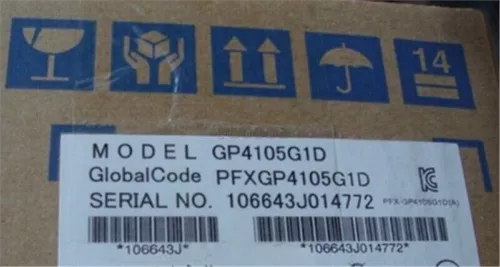 14
MODEL GP4105G1D
GlobalCode PFXGP4105G1D
SERIAL NO. 106643J014772
PFX-GP4105G1D(A)
*106643J*
*106643J014772*